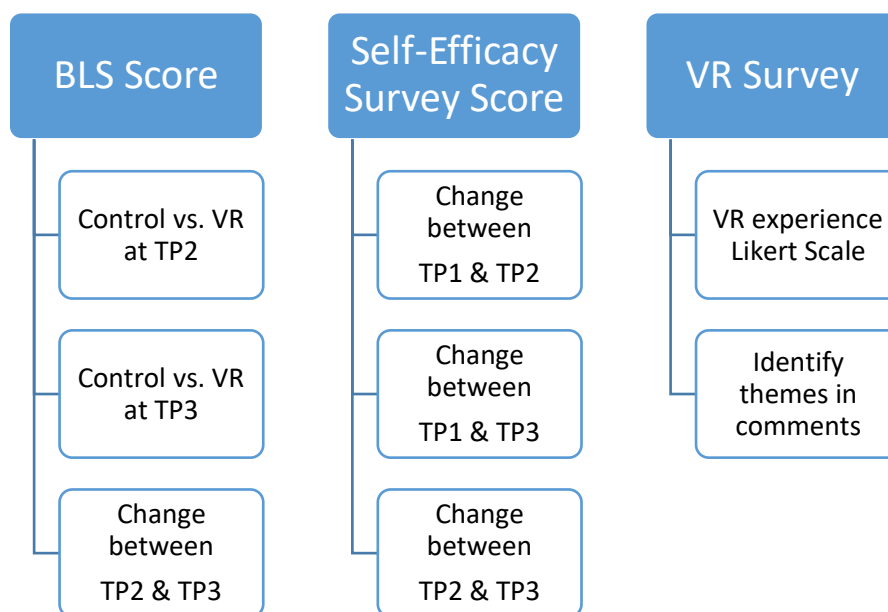 BLS Score
Control vs. VR
at TP2
Control vs. VR
at TP3
Change
between
TP2 & TP3
Self-Efficacy
Survey Score
Change
between
TP1 & TP2
Change
between
TP1 & TP3
Change
between
TP2 & TP3
VR Survey
VR experience
Likert Scale
Identify
themes in
comments